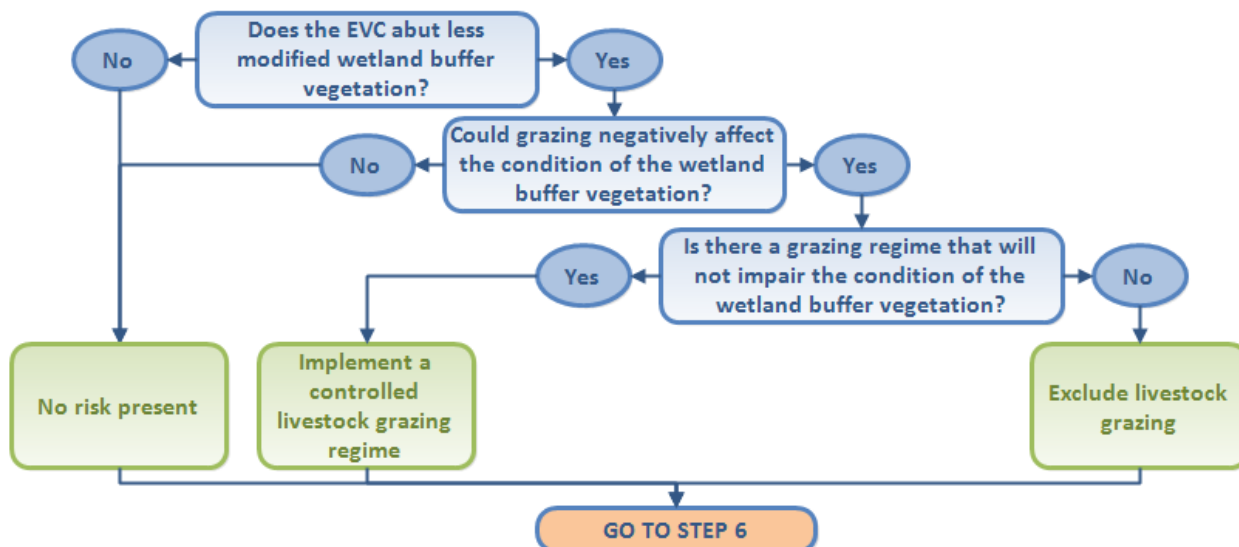 Does the EVC abut less
modified wetland buffer
vegetation?
No
Yes
Could grazing negatively affect
the condition of the wetland
buffer vegetation?
No
Yes
Is there a grazing regime that will
not impair the condition of the
wetland buffer vegetation?
Yes
No
No risk present
Implement a
controlled
livestock grazing
regime
Exclude livestock
grazing
GO TO STEP 6